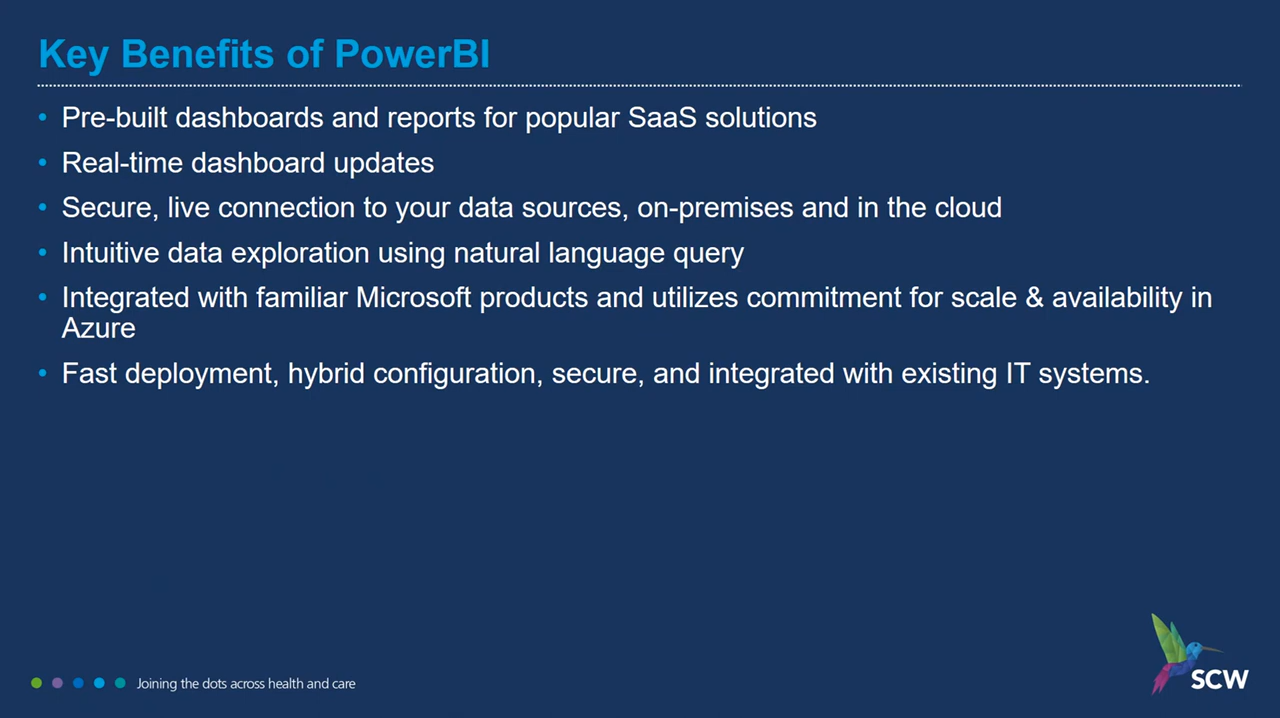 Key Benefits of PowerBI
• Pre-built dashboards and reports for popular SaaS solutions
• Real-time dashboard updates
• Secure, live connection to your data sources, on-premises and in the cloud
• Intuitive data exploration using natural language query
• Integrated with familiar Microsoft products and utilizes commitment for scale & availability in
Azure
• Fast deployment, hybrid configuration, secure, and integrated with existing IT systems.
Joining the dots across health and care
SCW